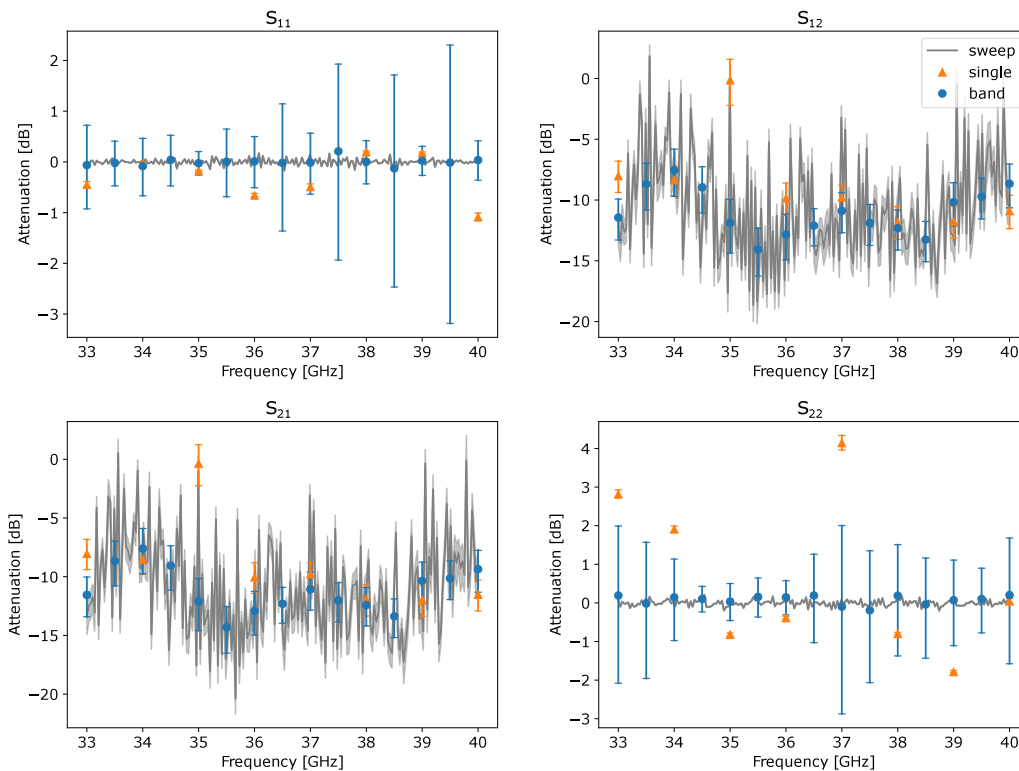 S₁₁
Attenuation [dB]
2
1
0
−1
−2
−3
33 34 35 36 37 38 39 40
Frequency [GHz]
S₁₂
Attenuation [dB]
0
−5
−10
−15
−20
33 34 35 36 37 38 39 40
Frequency [GHz]
sweep
single
band
S₂₁
Attenuation [dB]
0
−5
−10
−15
−20
33 34 35 36 37 38 39 40
Frequency [GHz]
S₂₂
Attenuation [dB]
4
3
2
1
0
−1
−2
−3
33 34 35 36 37 38 39 40
Frequency [GHz]